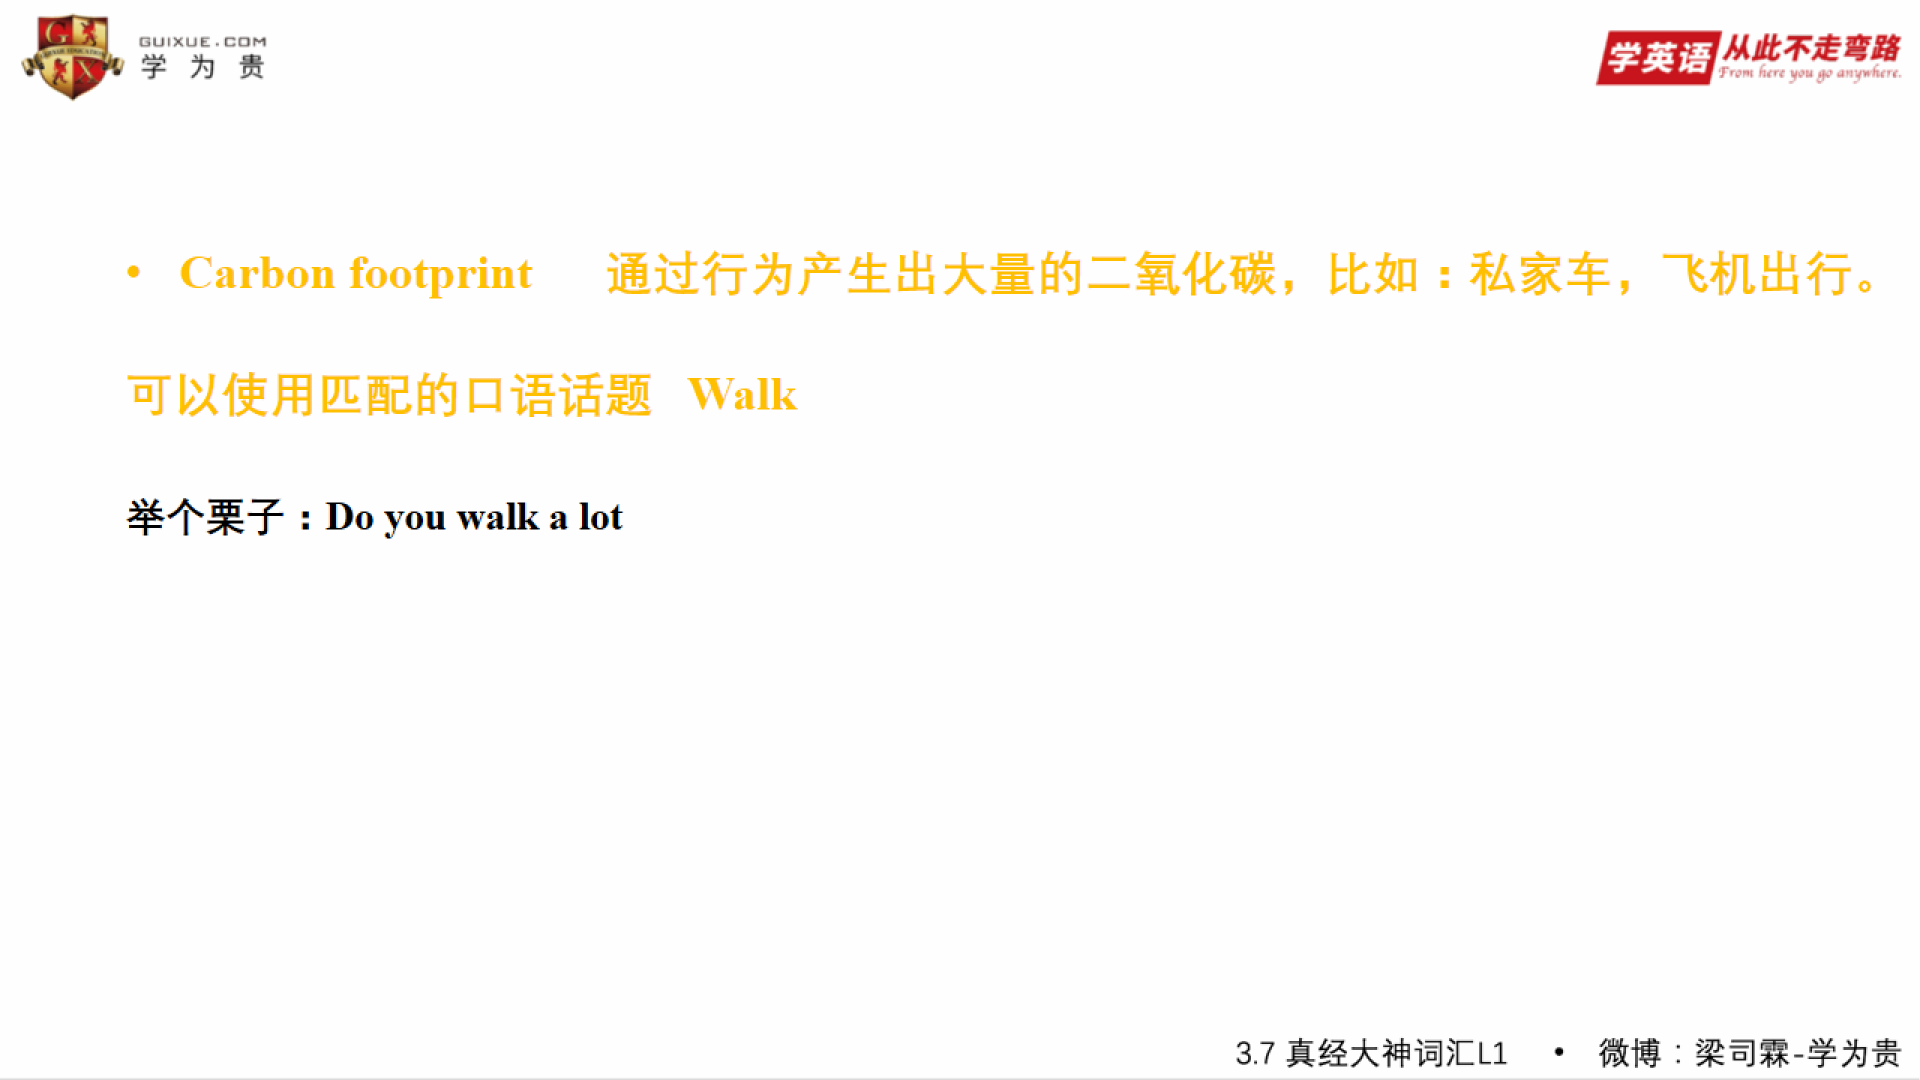 GUIXUE.COM
学为贵
学英语 从此不走弯路
From here you go anywhere.
• Carbon footprint 通过行为产生出大量的二氧化碳，比如：私家车，飞机出行。
可以使用匹配的口语话题 Walk
举个栗子：Do you walk a lot
3.7 真经大神词汇L1 • 微博：梁司霖-学为贵